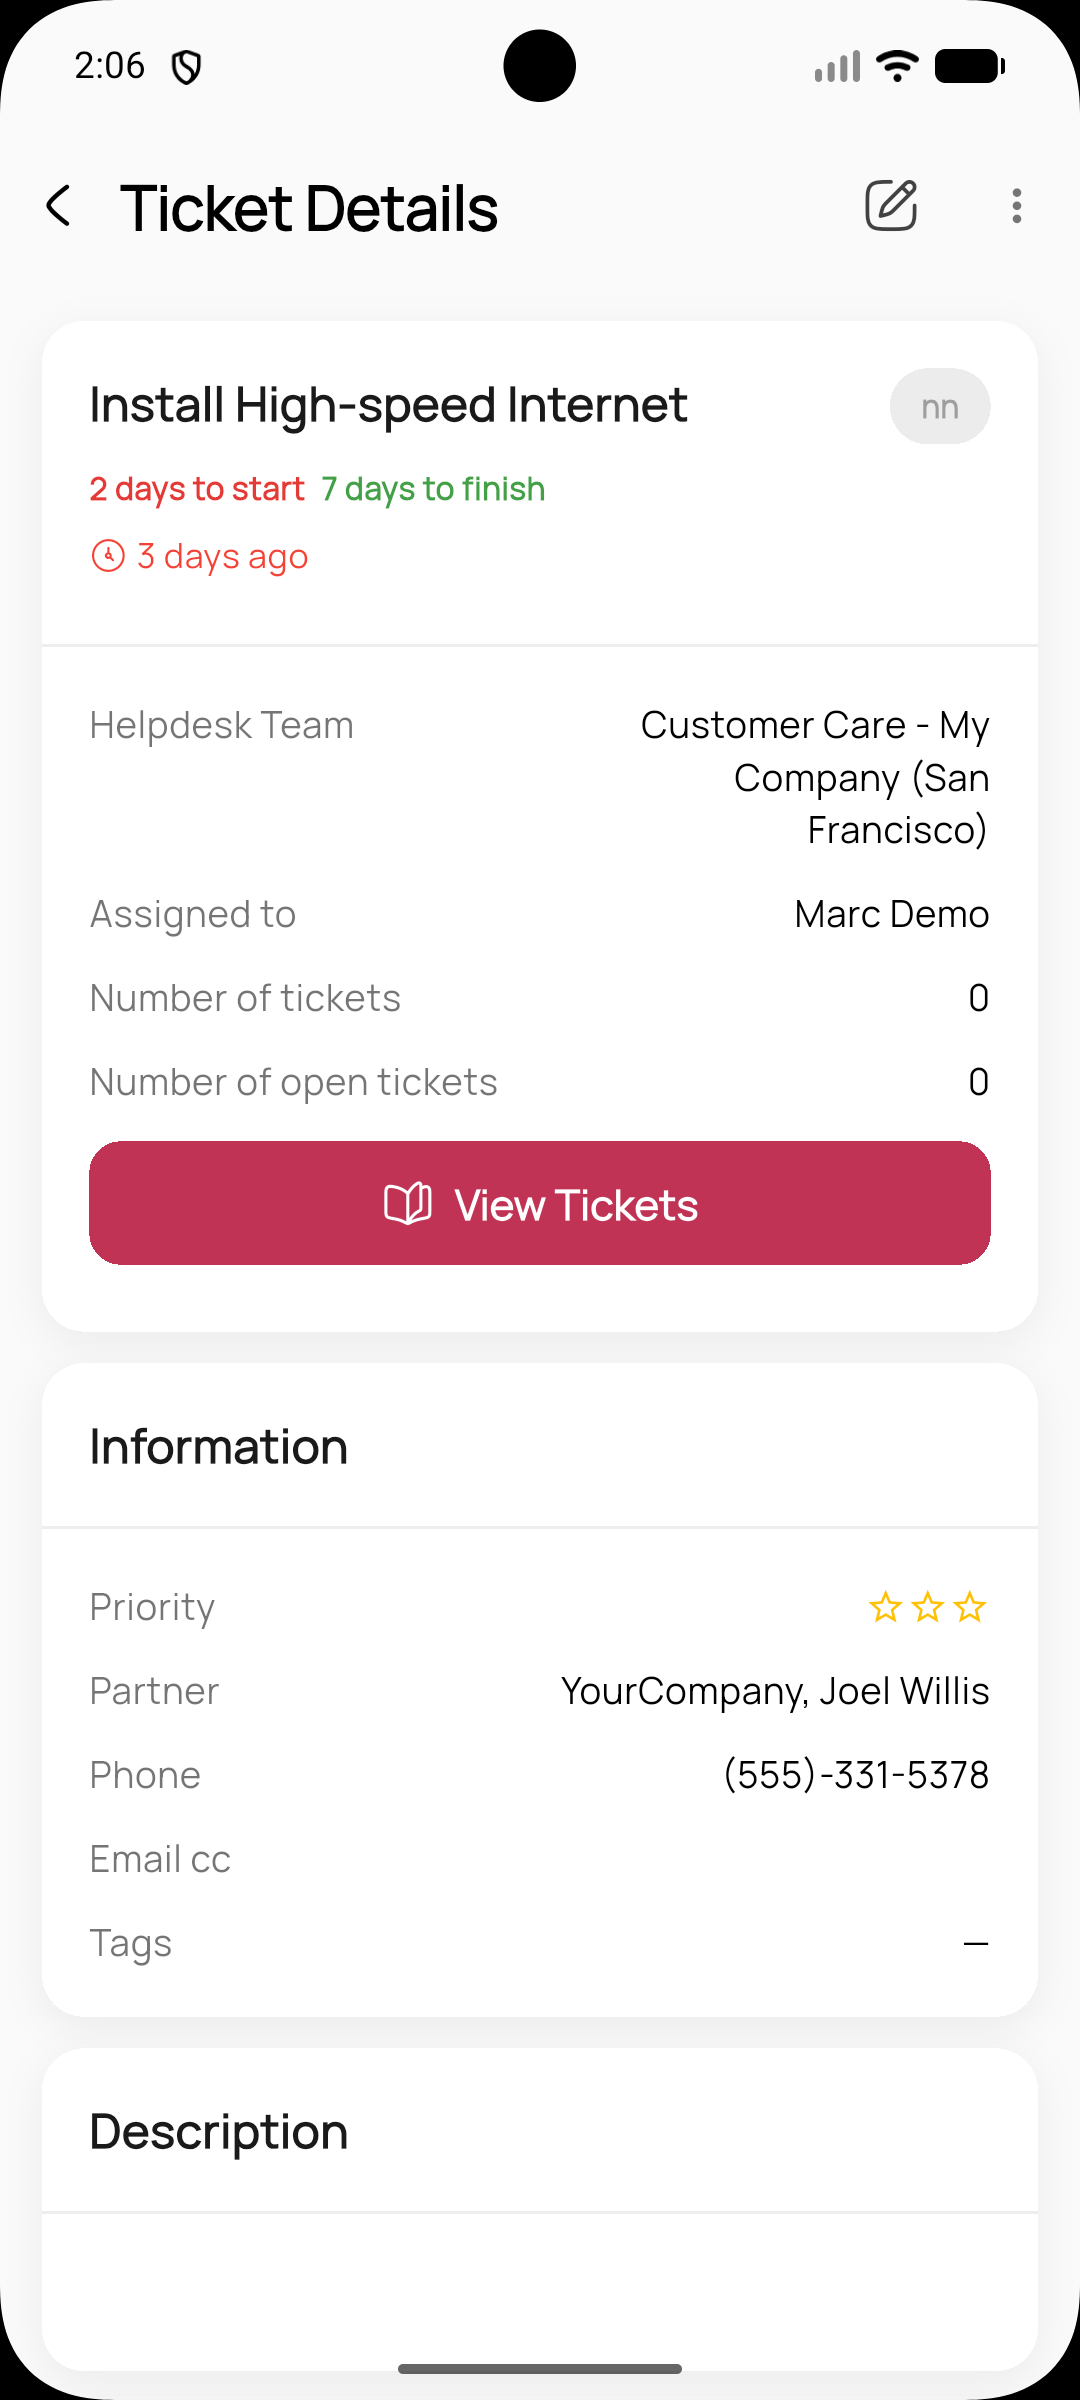 2:06
Ticket Details
Install High-speed Internet
nn
2 days to start 7 days to finish
3 days ago
Helpdesk Team
Customer Care - My
Company (San
Francisco)
Assigned to
Marc Demo
Number of tickets
0
Number of open tickets
0
View Tickets
Information
Priority
Partner
YourCompany, Joel Willis
Phone
(555)-331-5378
Email cc
Tags
—
Description